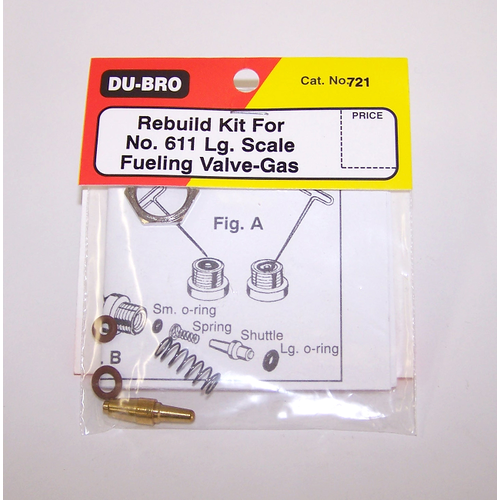 DU-BRO
Cat. No. 721
Rebuild Kit For
No. 611 Lg. Scale
Fueling Valve-Gas
PRICE
Fig. A
Sm. o-ring
Spring
Shuttle
Lg. o-ring
. B